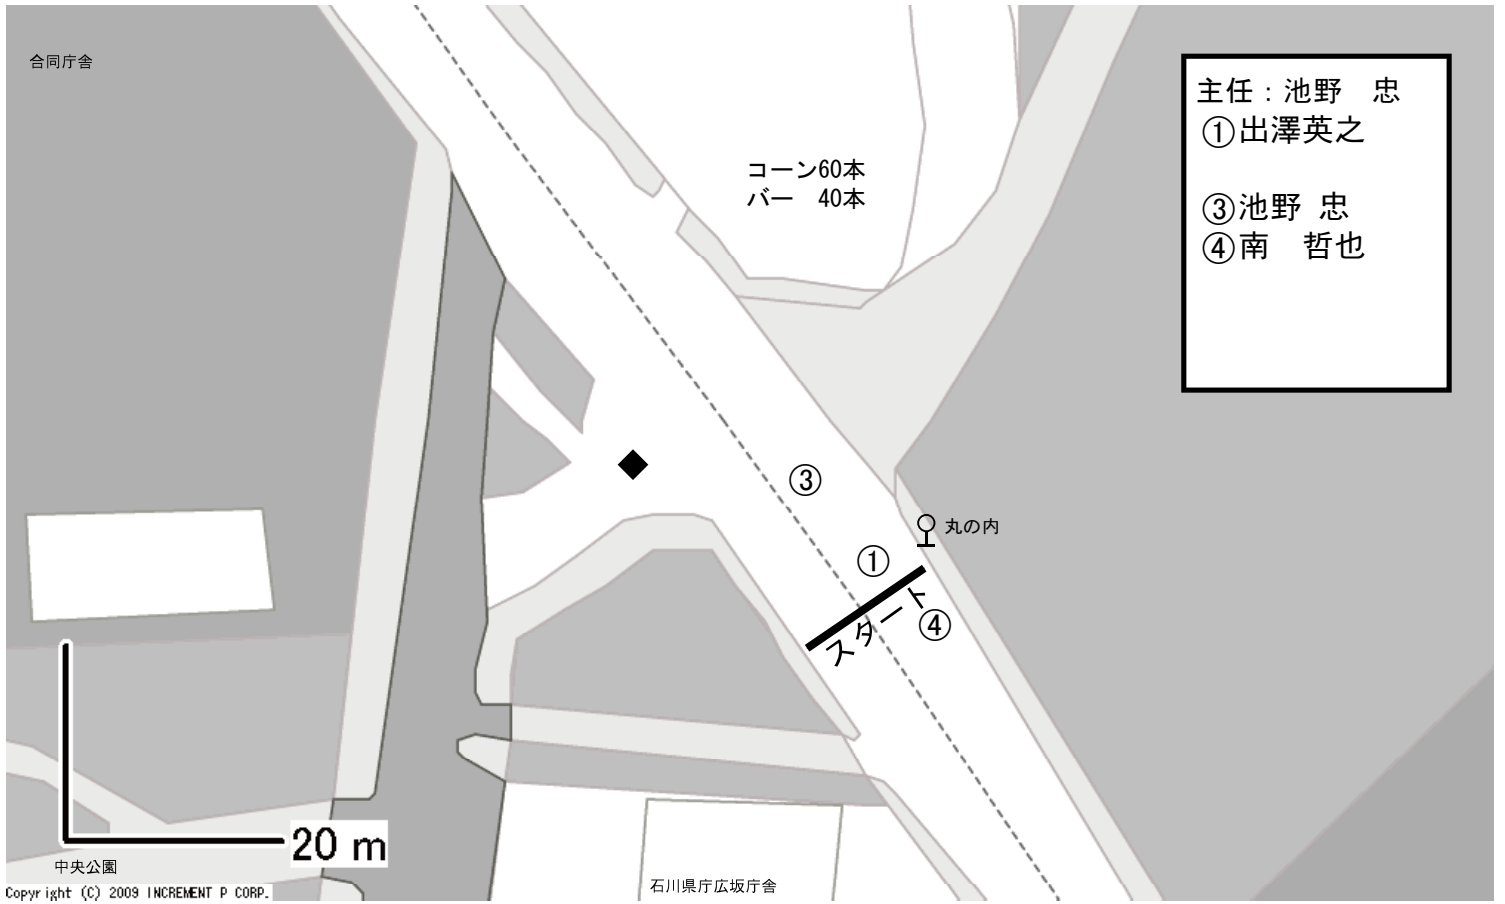 合同庁舎
主任：池野　忠
①出澤英之
③池野 忠
④南　哲也
コーン60本
バー　40本
③
丸の内
①
スタート
④
20 m
中央公園
石川県庁広坂庁舎
Copyright (C) 2009 INCREMENT P CORP.